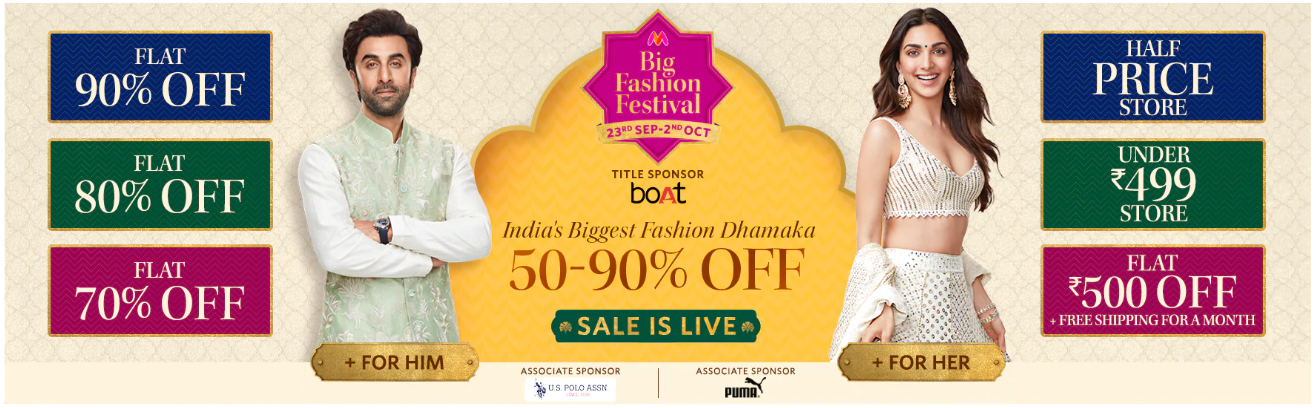 FLAT
90% OFF
FLAT
80% OFF
FLAT
70% OFF
+ FOR HIM
Big
Fashion
Festival
23RD SEP-2ND OCT
TITLE SPONSOR
boAt
India's Biggest Fashion Dhamaka
50-90% OFF
SALE IS LIVE
ASSOCIATE SPONSOR
U.S. POLO ASSN.
ASSOCIATE SPONSOR
PUMA
+ FOR HER
HALF
PRICE
STORE
UNDER
₹499
STORE
FLAT
₹500 OFF
+ FREE SHIPPING FOR A MONTH